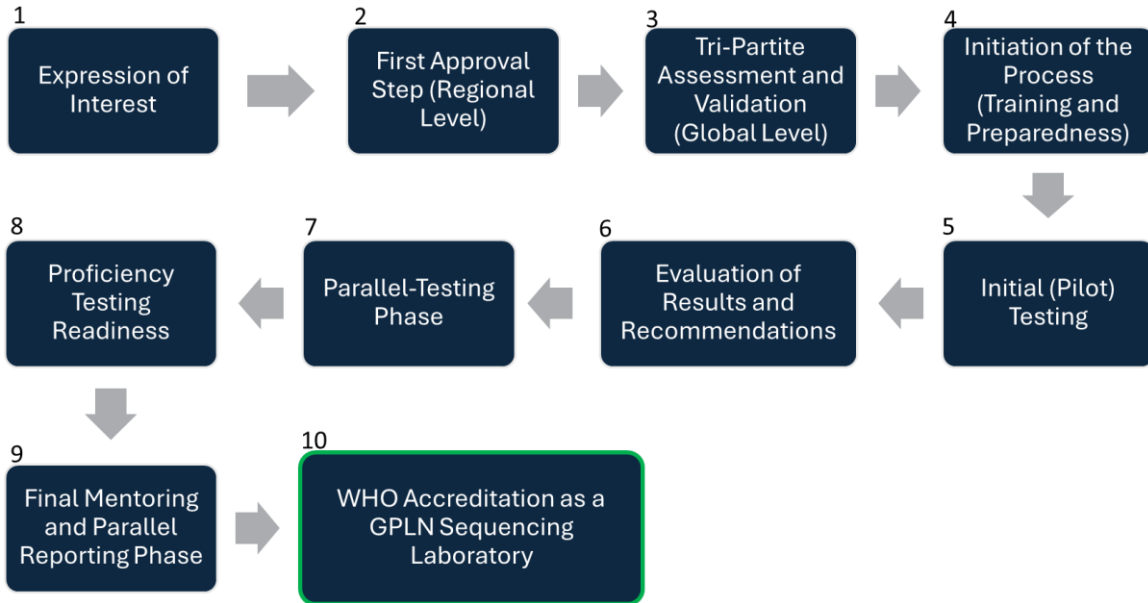 1
Expression of
Interest
2
First Approval
Step (Regional
Level)
3
Tri-Partite
Assessment and
Validation
(Global Level)
4
Initiation of the
Process
(Training and
Preparedness)
5
Initial (Pilot)
Testing
6
Evaluation of
Results and
Recommendations
7
Parallel-Testing
Phase
8
Proficiency
Testing
Readiness
9
Final Mentoring
and Parallel
Reporting Phase
10
WHO Accreditation as a
GPLN Sequencing
Laboratory